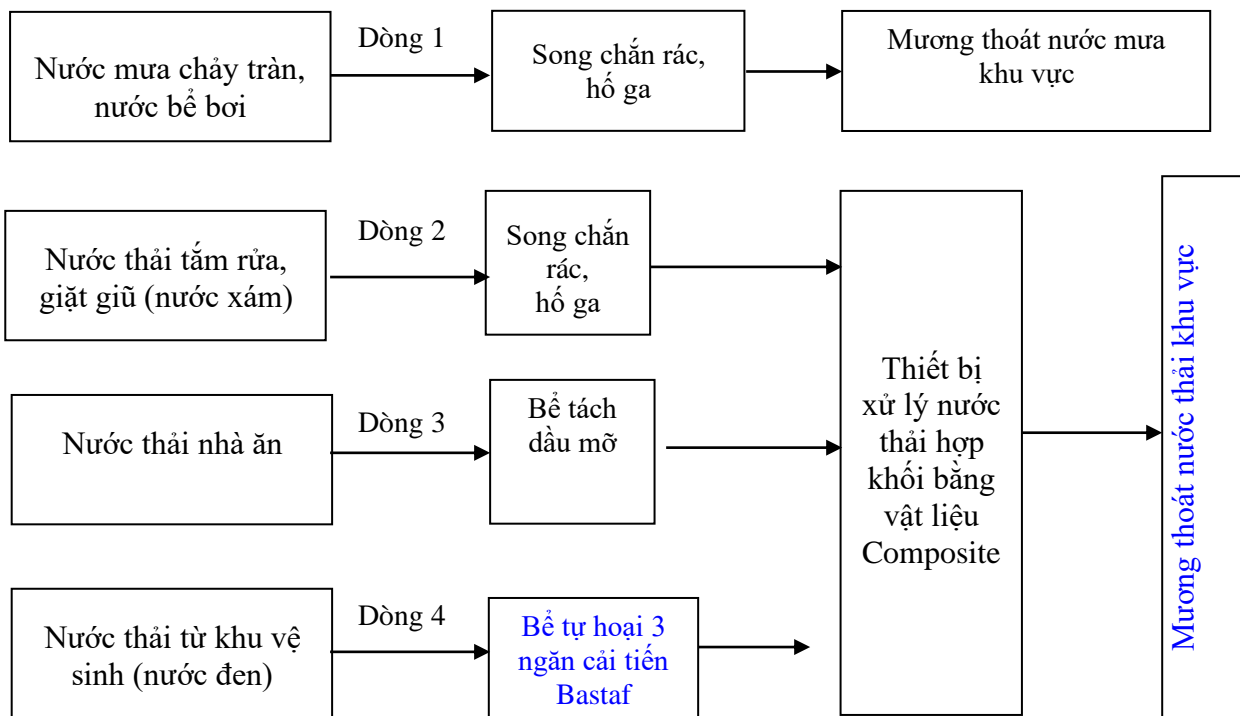 Dòng 1
Nước mưa chảy tràn,
nước bể bơi
Song chắn rác,
hố ga
Mương thoát nước mưa
khu vực
Dòng 2
Nước thải tắm rửa,
giặt giũ (nước xám)
Song chắn
rác,
hố ga
Dòng 3
Nước thải nhà ăn
Bể tách
dầu mỡ
Dòng 4
Nước thải từ khu vệ
sinh (nước đen)
Bể tự hoại 3
ngăn cải tiến
Bastaf
Thiết bị
xử lý nước
thải hợp
khối bằng
vật liệu
Composite
Mương thoát nước thải khu vực